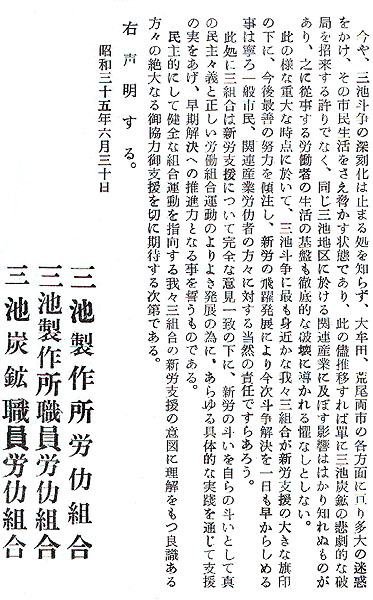 今や、三池斗争の深刻化は止まる処を知らず、大牟田、荒尾両市の各方面に亘り多大の迷惑
をかけ、その市民生活をさえ脅かす状態であり、此の儘推移すれば単に三池炭鉱の悲劇的な破
局を招来する許りでなく、同じ三池地区に於ける関連産業に及ぼす影響ははかり知れぬものが
あり、之に従事する労働者の生活の基盤も徹底的な破壊に導かれる惧なしとしない。
此の様な重大な時点に於いて、三池斗争に最も身近かな我々三組合が新労支援の大きな旗印
の下に、今後最善の努力を傾注し、新労の飛躍発展により今次斗争解決を一日も早からしめる
事は寧ろ一般市民、関連産業労仂者の方々に対する当然の責任ですらあろう。
此処に三組合は新労支援について完全な意見一致の下に、新労の斗いを自らの斗いとして真
の民主々義と正しい労仂組合運動のよりよき発展の為に、あらゆる具体的な実践を通じて支援
の実をあげ、早期解決への推進力となる事を誓うものである。
民主的にして健全な組合運動を指向する我々三組合の新労支援の意図に理解をもつ良識ある
方々の絶大なる御協力御支援を切に期待する次第である。
右声明する。
昭和三十五年六月三十日
三池製作所労仂組合
三池製作所職員労仂組合
三池炭鉱職員労仂組合